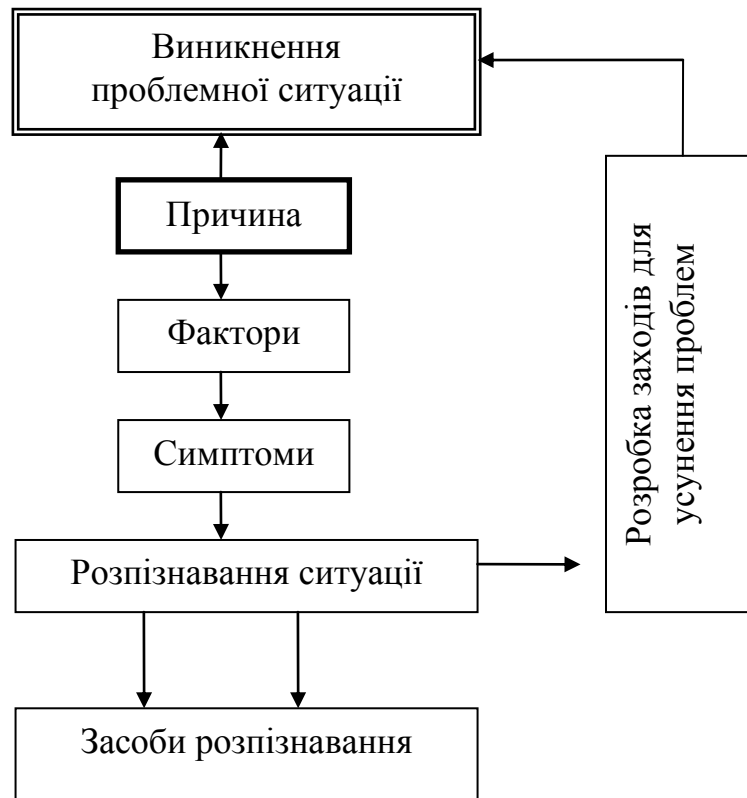 Виникнення
проблемної ситуації
Причина
Фактори
Симптоми
Розпізнавання ситуації
Засоби розпізнавання
Розробка заходів для
усунення проблем